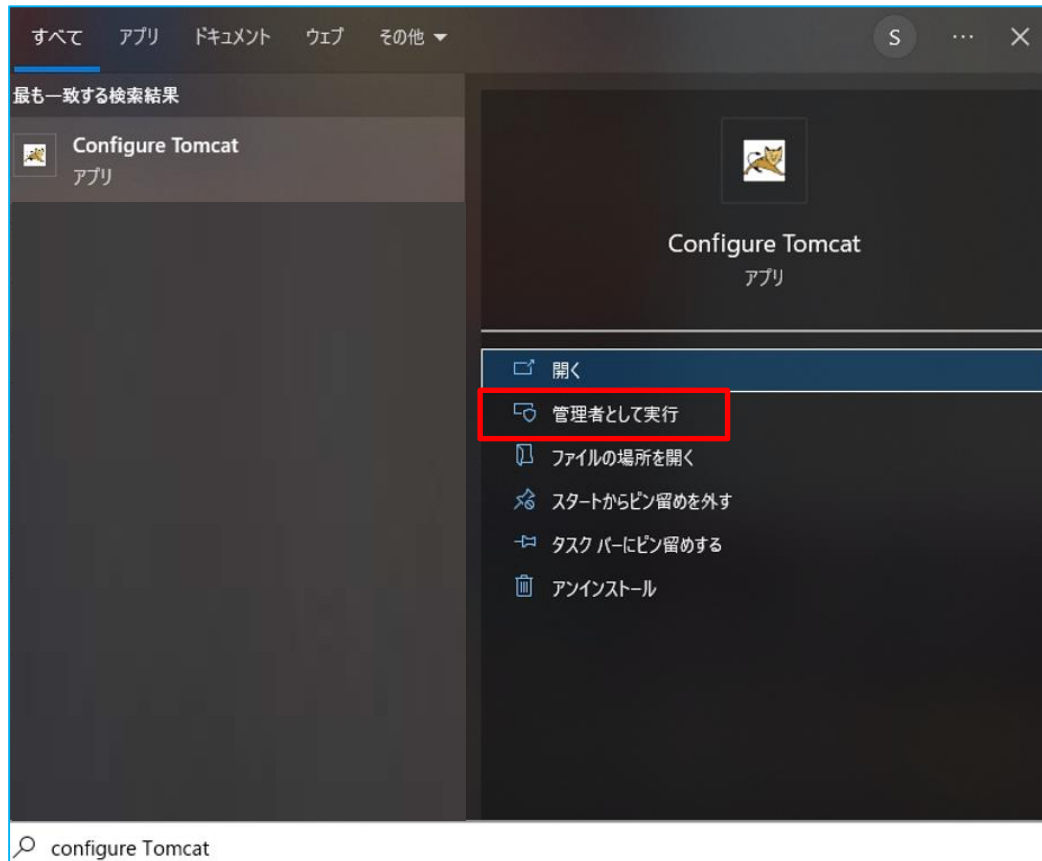 すべて アプリ ドキュメント ウェブ その他 S ...
最も一致する検索結果
Configure Tomcat
アプリ
Configure Tomcat
アプリ
開く
管理者として実行
ファイルの場所を開く
スタートからピン留めを外す
タスク バーにピン留めする
アンインストール
configure Tomcat